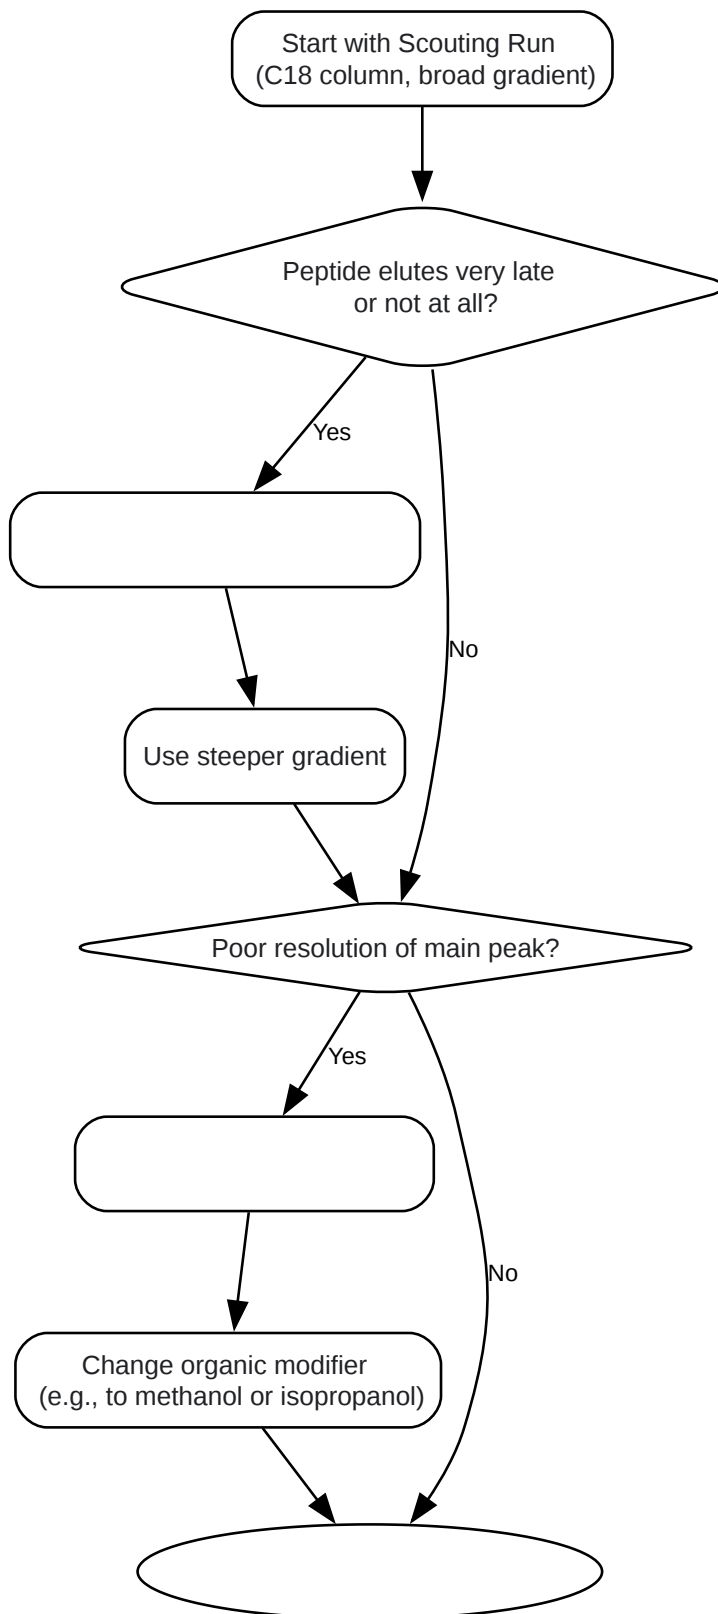 Start with Scouting Run
(C18 column, broad gradient)
Peptide elutes very late
or not at all?
Yes
No
Use steeper gradient
Poor resolution of main peak?
Yes
No
Change organic modifier
(e.g., to methanol or isopropanol)